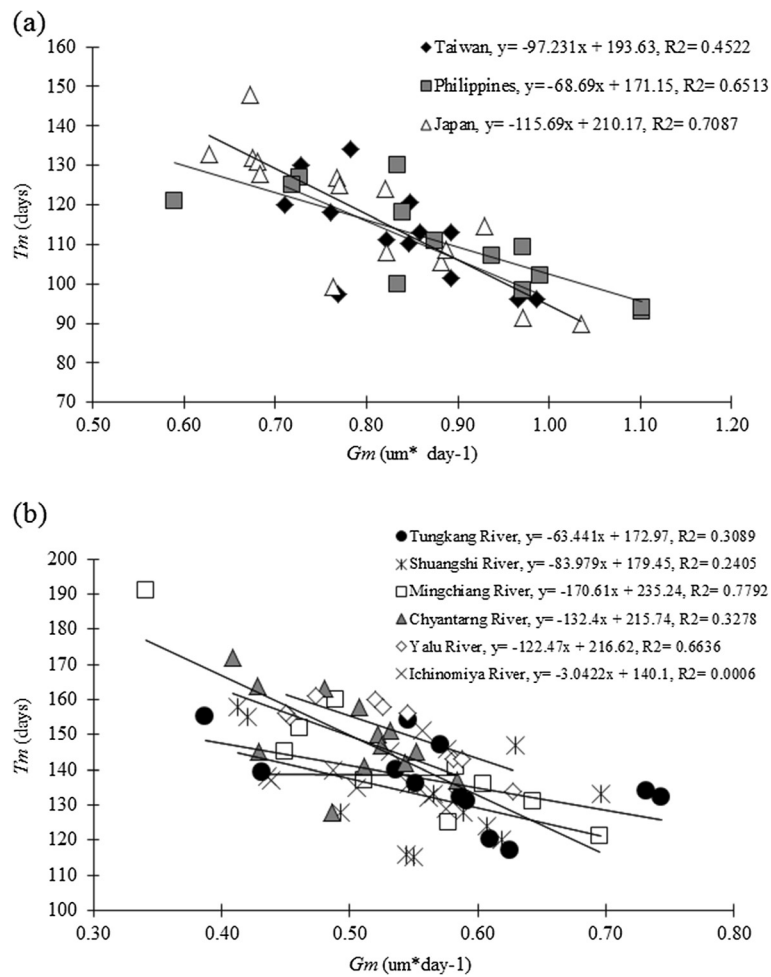 (a)
160
150
140
130
120
110
100
90
80
70
Tm (days)
◆ Taiwan, y= -97.231x + 193.63, R2= 0.4522
■ Philippines, y= -68.69x + 171.15, R2= 0.6513
△ Japan, y= -115.69x + 210.17, R2= 0.7087
0.50 0.60 0.70 0.80 0.90 1.00 1.10 1.20
Gm (um* day-1)
(b)
200
190
180
170
160
150
140
130
120
110
100
Tm (days)
Tungkang River, y= -63.441x + 172.97, R2= 0.3089
Shuangshi River, y= -83.979x + 179.45, R2= 0.2405
Mingchiang River, y= -170.61x + 235.24, R2= 0.7792
Chyantarng River, y= -132.4x + 215.74, R2= 0.3278
Yalu River, y= -122.47x + 216.62, R2= 0.6636
Ichinomiya River, y= -3.0422x + 140.1, R2= 0.0006
0.30 0.40 0.50 0.60 0.70 0.80
Gm (um*day-1)